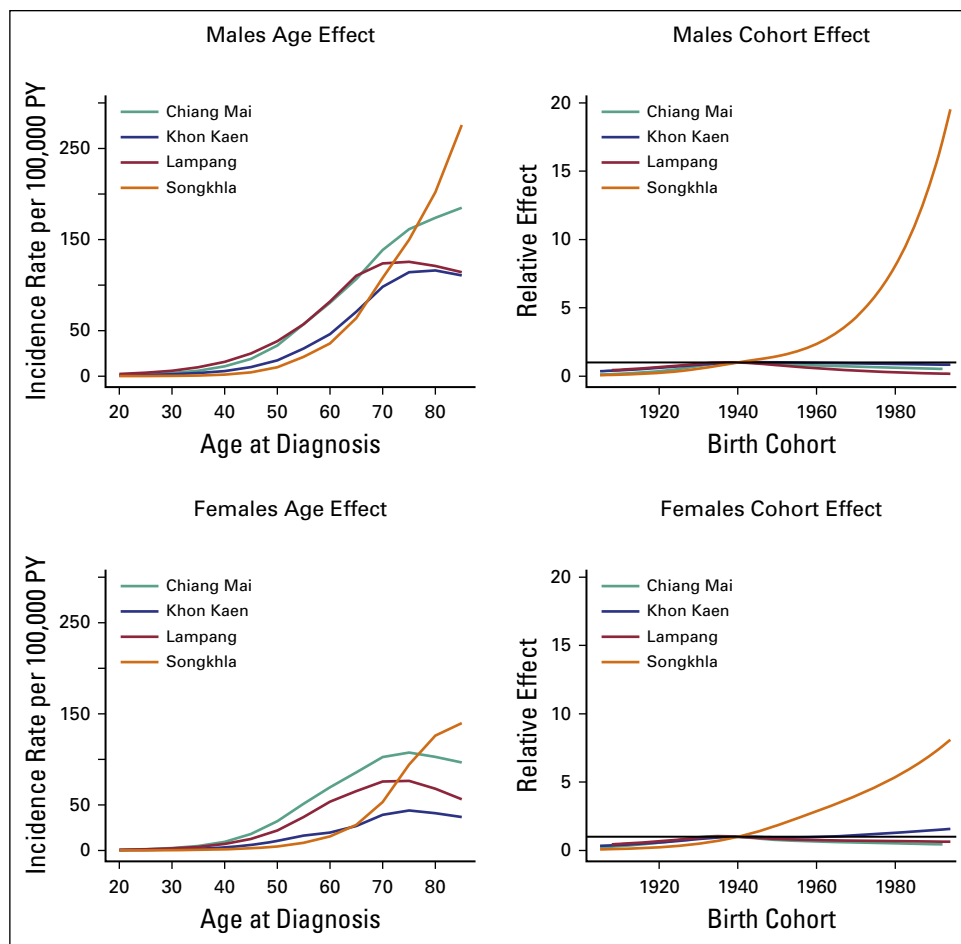 Males Age Effect
Incidence Rate per 100,000 PY
250
150
50
0
Chiang Mai
Khon Kaen
Lampang
Songkhla
20 30 40 50 60 70 80
Age at Diagnosis
Males Cohort Effect
Relative Effect
20
15
10
5
0
Chiang Mai
Khon Kaen
Lampang
Songkhla
1920 1940 1960 1980
Birth Cohort
Females Age Effect
Incidence Rate per 100,000 PY
250
150
50
0
Chiang Mai
Khon Kaen
Lampang
Songkhla
20 30 40 50 60 70 80
Age at Diagnosis
Females Cohort Effect
Relative Effect
20
15
10
5
0
Chiang Mai
Khon Kaen
Lampang
Songkhla
1920 1940 1960 1980
Birth Cohort